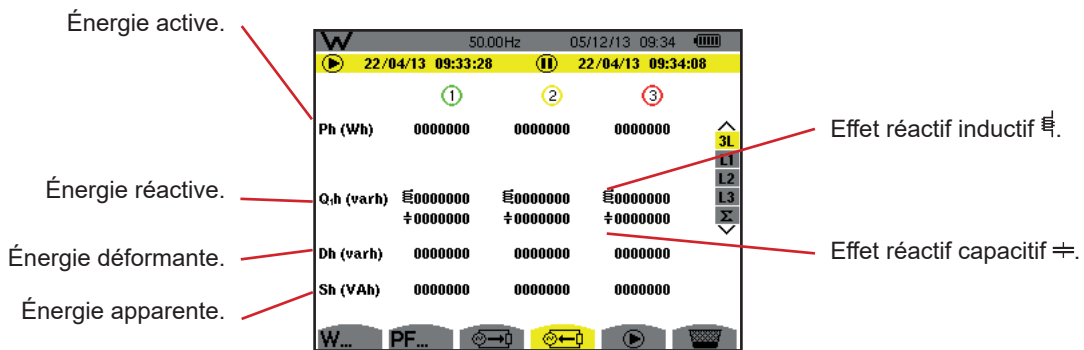 Énergie active.
W 50.00Hz 05/12/13 09:34
22/04/13 09:33:28 22/04/13 09:34:08
1 2 3
Ph (Wh) 0000000 0000000 0000000
3L
L1
L2
L3
Σ
Effet réactif inductif .
Énergie réactive.
Q₁h (varh) 0000000 0000000 0000000
0000000 0000000 0000000
Effet réactif capacitif .
Énergie déformante.
Dh (varh) 0000000 0000000 0000000
Énergie apparente.
Sh (VAh) 0000000 0000000 0000000
W... PF...